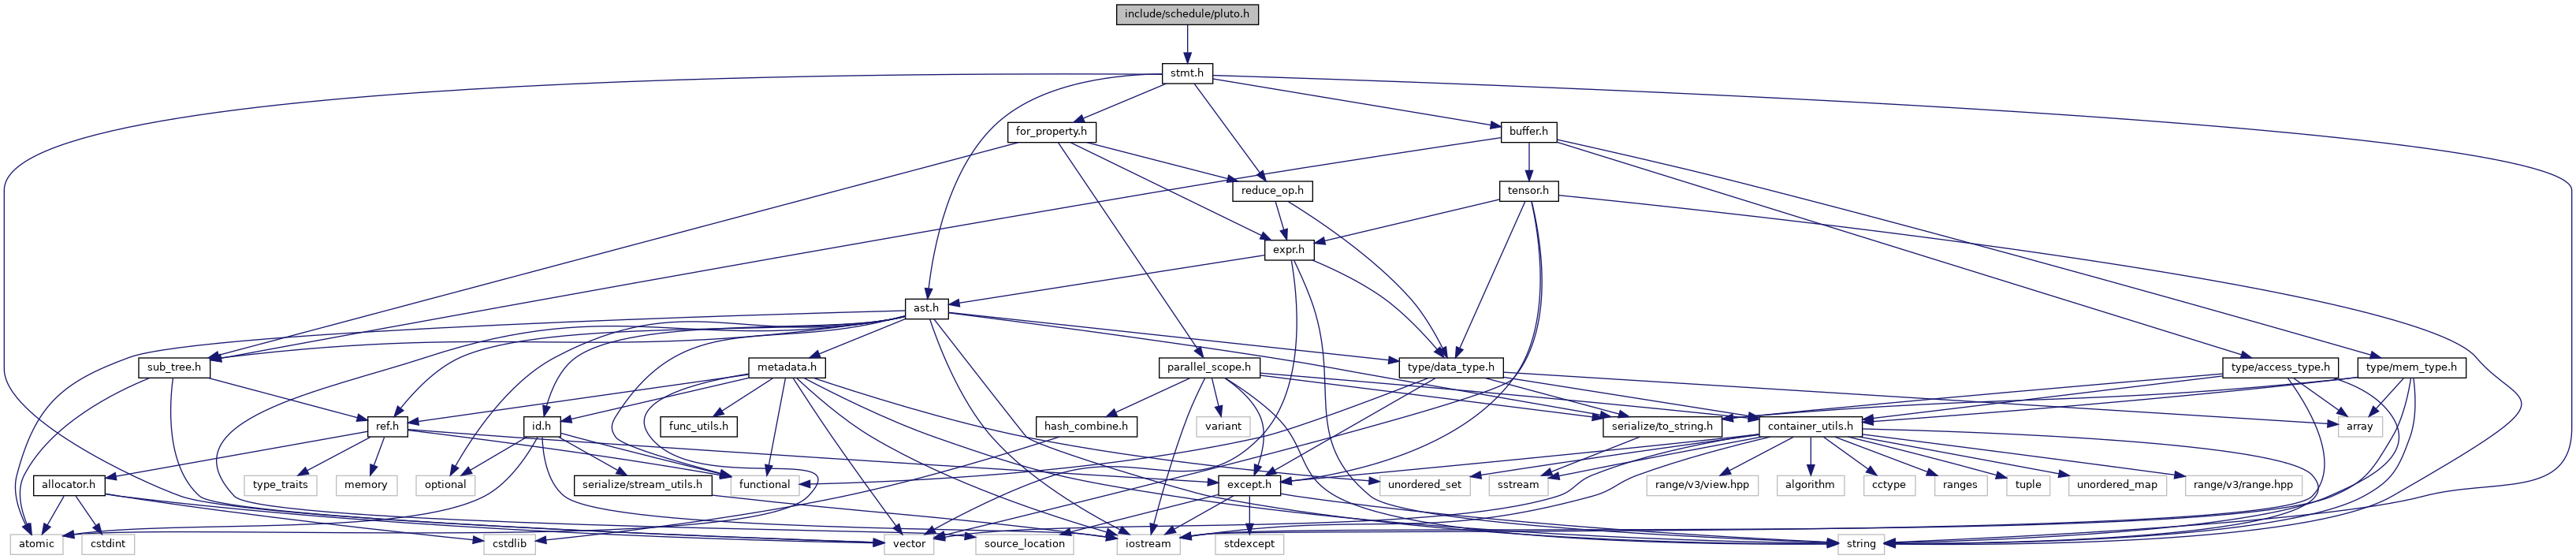 include/schedule/pluto.h
stmt.h
for_property.h
buffer.h
reduce_op.h
tensor.h
expr.h
ast.h
sub_tree.h
metadata.h
parallel_scope.h
type/data_type.h
type/access_type.h
type/mem_type.h
ref.h
id.h
func_utils.h
hash_combine.h
variant
serialize/to_string.h
container_utils.h
array
allocator.h
type_traits
memory
optional
serialize/stream_utils.h
functional
except.h
unordered_set
sstream
range/v3/view.hpp
algorithm
cctype
ranges
tuple
unordered_map
range/v3/range.hpp
atomic
cstdint
cstdlib
vector
source_location
iostream
stdexcept
string